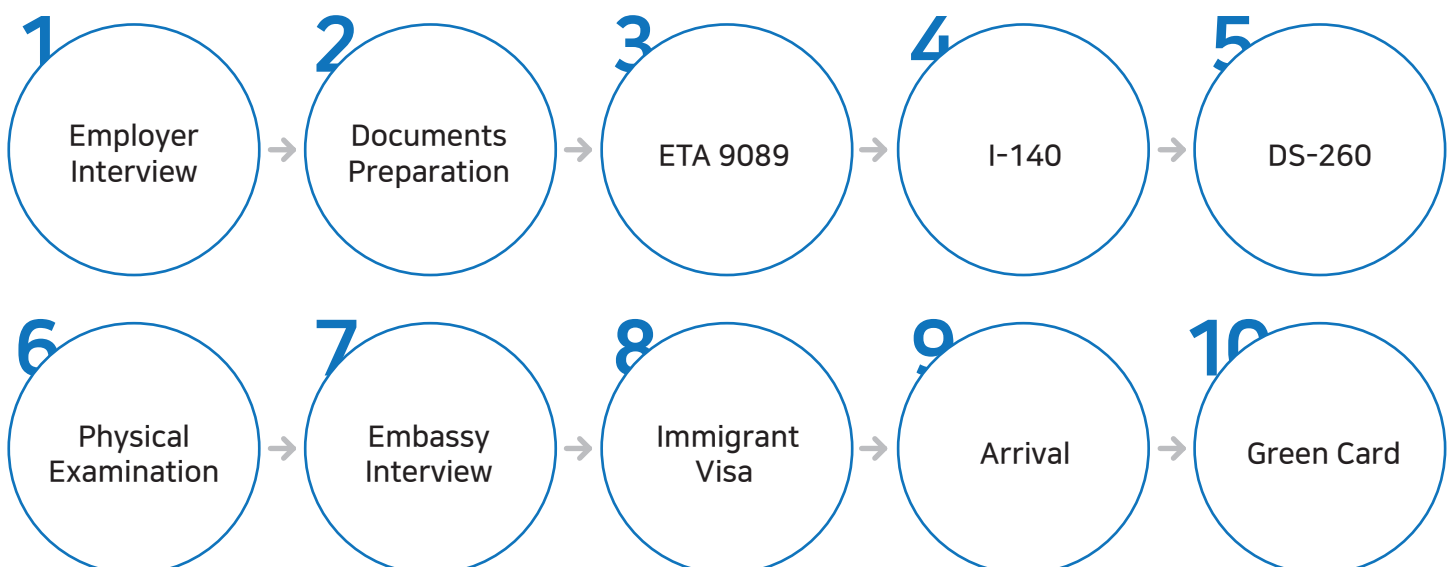 1
Employer
Interview
2
Documents
Preparation
3
ETA 9089
4
I-140
5
DS-260
6
Physical
Examination
7
Embassy
Interview
8
Immigrant
Visa
9
Arrival
10
Green Card